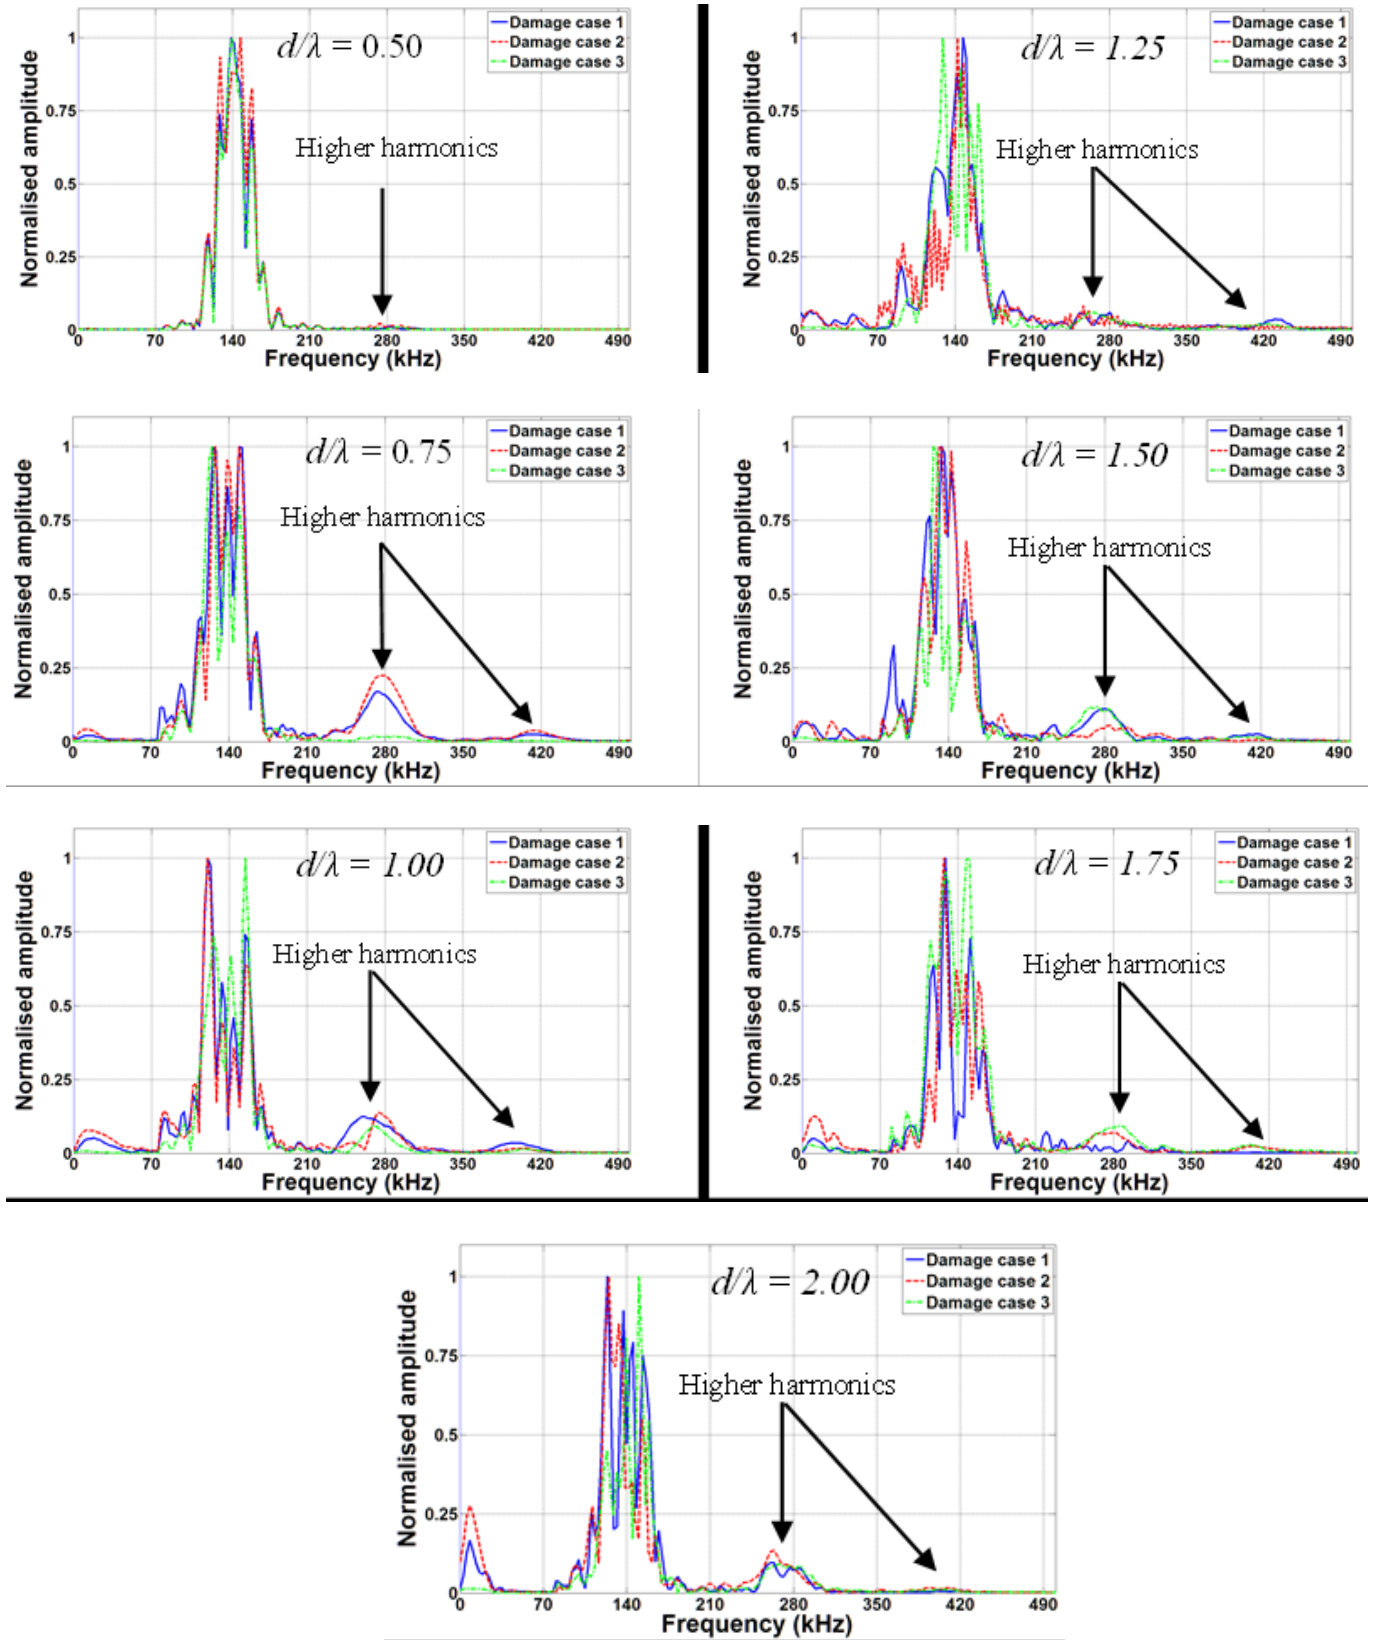 d/λ = 0.50
Damage case 1
Damage case 2
Damage case 3
Higher harmonics
Normalised amplitude
1
0.75
0.5
0.25
0
0 70 140 210 280 350 420 490
Frequency (kHz)
d/λ = 1.25
Damage case 1
Damage case 2
Damage case 3
Higher harmonics
Normalised amplitude
1
0.75
0.5
0.25
0
0 70 140 210 280 350 420 490
Frequency (kHz)
d/λ = 0.75
Damage case 1
Damage case 2
Damage case 3
Higher harmonics
Normalised amplitude
1
0.75
0.5
0.25
0
0 70 140 210 280 350 420 490
Frequency (kHz)
d/λ = 1.50
Damage case 1
Damage case 2
Damage case 3
Higher harmonics
Normalised amplitude
1
0.75
0.5
0.25
0
0 70 140 210 280 350 420 490
Frequency (kHz)
d/λ = 1.00
Damage case 1
Damage case 2
Damage case 3
Higher harmonics
Normalised amplitude
1
0.75
0.5
0.25
0
0 70 140 210 280 350 420 490
Frequency (kHz)
d/λ = 1.75
Damage case 1
Damage case 2
Damage case 3
Higher harmonics
Normalised amplitude
1
0.75
0.5
0.25
0
0 70 140 210 280 350 420 490
Frequency (kHz)
d/λ = 2.00
Damage case 1
Damage case 2
Damage case 3
Higher harmonics
Normalised amplitude
1
0.75
0.5
0.25
0
0 70 140 210 280 350 420 490
Frequency (kHz)